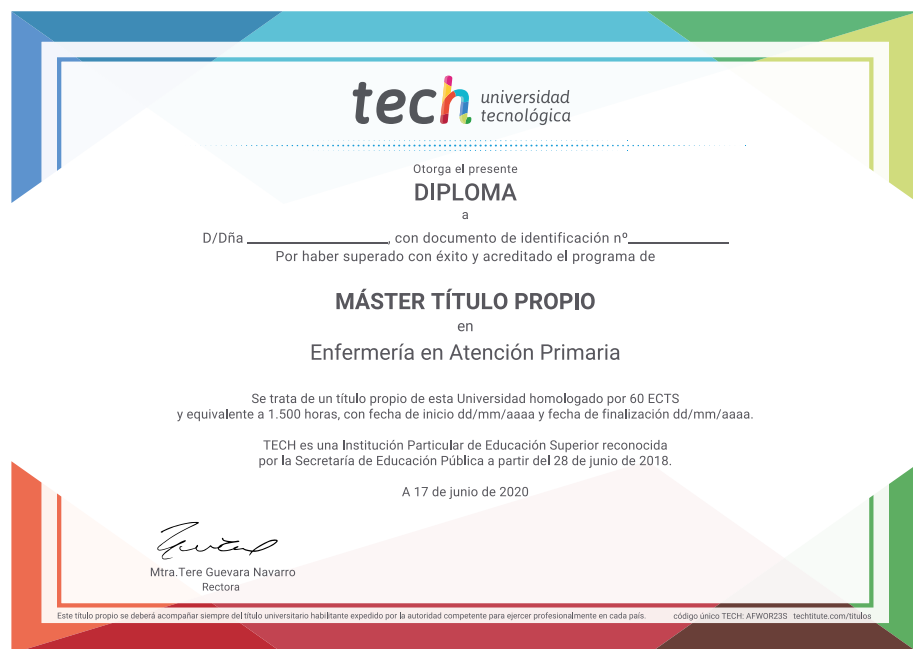 tech universidad
tecnológica
Otorga el presente
DIPLOMA
a
D/Dña ________________, con documento de identificación nº____________
Por haber superado con éxito y acreditado el programa de
MÁSTER TÍTULO PROPIO
en
Enfermería en Atención Primaria
Se trata de un título propio de esta Universidad homologado por 60 ECTS
y equivalente a 1.500 horas, con fecha de inicio dd/mm/aaaa y fecha de finalización dd/mm/aaaa.
TECH es una Institución Particular de Educación Superior reconocida
por la Secretaría de Educación Pública a partir del 28 de junio de 2018.
A 17 de junio de 2020
Mtra.Tere Guevara Navarro
Rectora
Este título propio se deberá acompañar siempre del título universitario habilitante expedido por la autoridad competente para ejercer profesionalmente en cada país. código único TECH: AFWOR23S techtitute.com/titulos